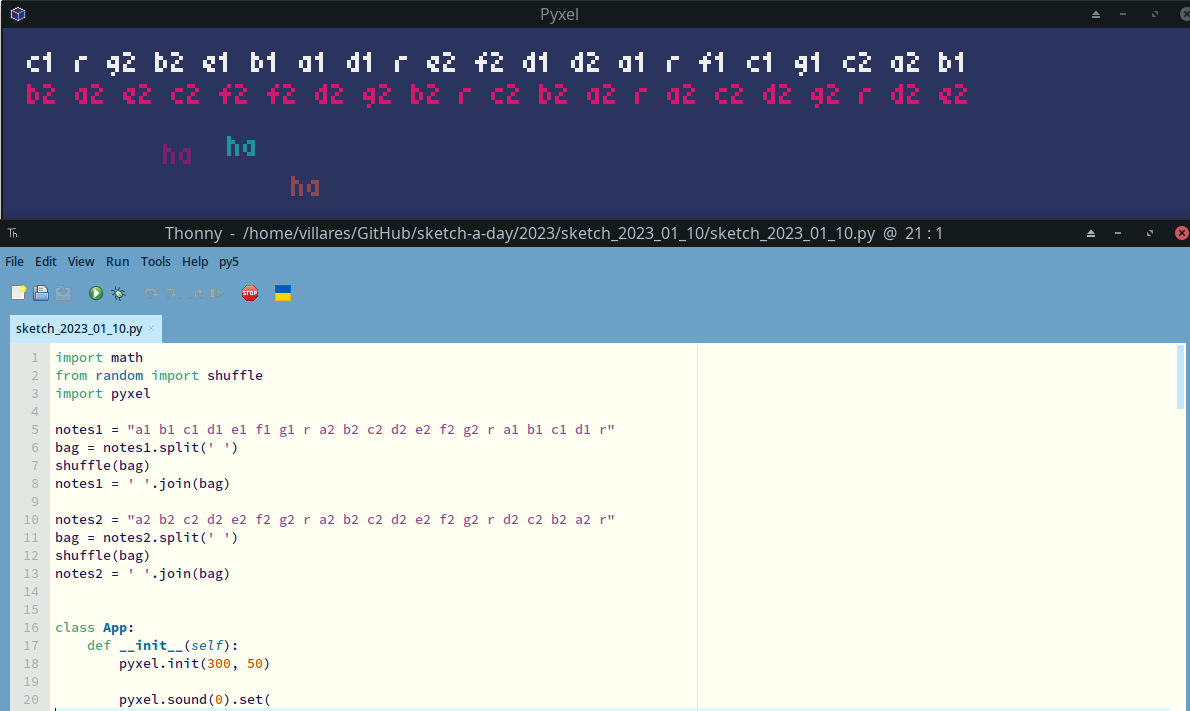 Pyxel
c1 r g2 b2 e1 b1 a1 d1 r e2 f2 d1 d2 a1 r f1 c1 g1 c2 a2 b1
b2 a2 e2 c2 f2 f2 d2 g2 b2 r c2 b2 a2 r a2 c2 d2 g2 r d2 e2
ha ha
ha
Th Thonny - /home/villares/GitHub/sketch-a-day/2023/sketch_2023_01_10/sketch_2023_01_10.py @ 21 : 1
File Edit View Run Tools Help py5
STOP
sketch_2023_01_10.py ×
1 import math
2 from random import shuffle
3 import pyxel
4
5 notes1 = "a1 b1 c1 d1 e1 f1 g1 r a2 b2 c2 d2 e2 f2 g2 r a1 b1 c1 d1 r"
6 bag = notes1.split(' ')
7 shuffle(bag)
8 notes1 = ' '.join(bag)
9
10 notes2 = "a2 b2 c2 d2 e2 f2 g2 r a2 b2 c2 d2 e2 f2 g2 r d2 c2 b2 a2 r"
11 bag = notes2.split(' ')
12 shuffle(bag)
13 notes2 = ' '.join(bag)
14
15
16 class App:
17     def __init__(self):
18         pyxel.init(300, 50)
19
20         pyxel.sound(0).set(